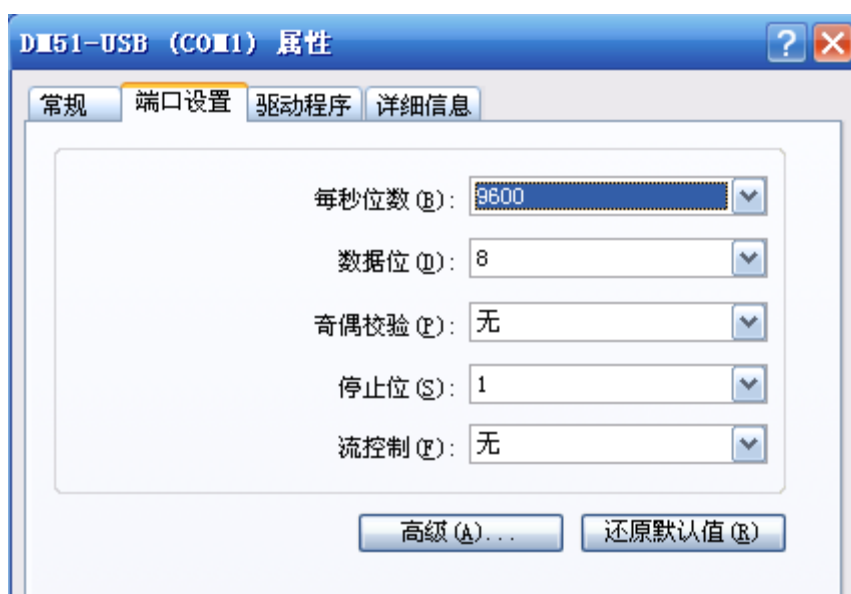 DM51-USB (COM1) 属性
常规 端口设置 驱动程序 详细信息
每秒位数(B): 9600
数据位(D): 8
奇偶校验(P): 无
停止位(S): 1
流控制(F): 无
高级(A)... 还原默认值(R)